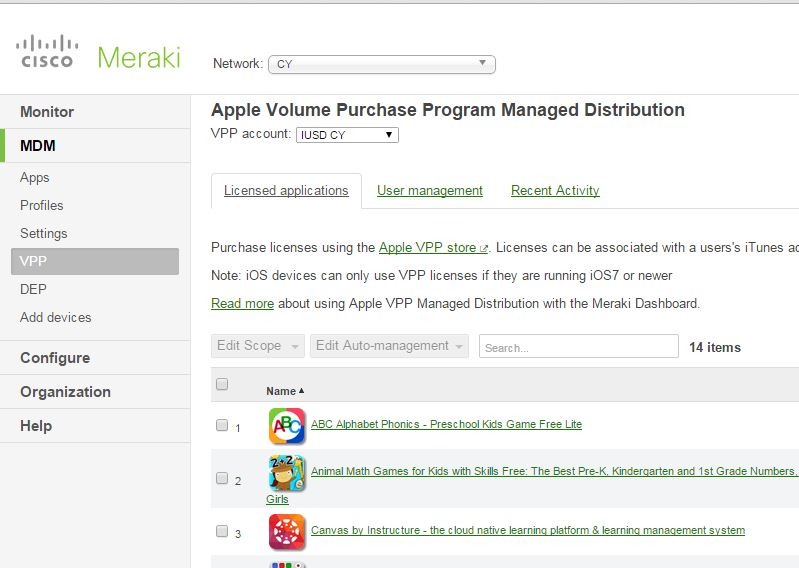 CISCO Meraki Network: CY
Apple Volume Purchase Program Managed Distribution
VPP account: IUSD CY
Monitor
MDM
Apps
Profiles
Settings
VPP
DEP
Add devices
Configure
Organization
Help
Licensed applications User management Recent Activity
Purchase licenses using the Apple VPP store. Licenses can be associated with a users's iTunes
Note: iOS devices can only use VPP licenses if they are running iOS7 or newer
Read more about using Apple VPP Managed Distribution with the Meraki Dashboard.
Edit Scope Edit Auto-management Search... 14 items
Name
1 ABC ABC Alphabet Phonics - Preschool Kids Game Free Lite
2 2+2 Animal Math Games for Kids with Skills Free: The Best Pre-K, Kindergarten and 1st Grade Numbers,
Girls
3 Canvas by Instructure - the cloud native learning platform & learning management system